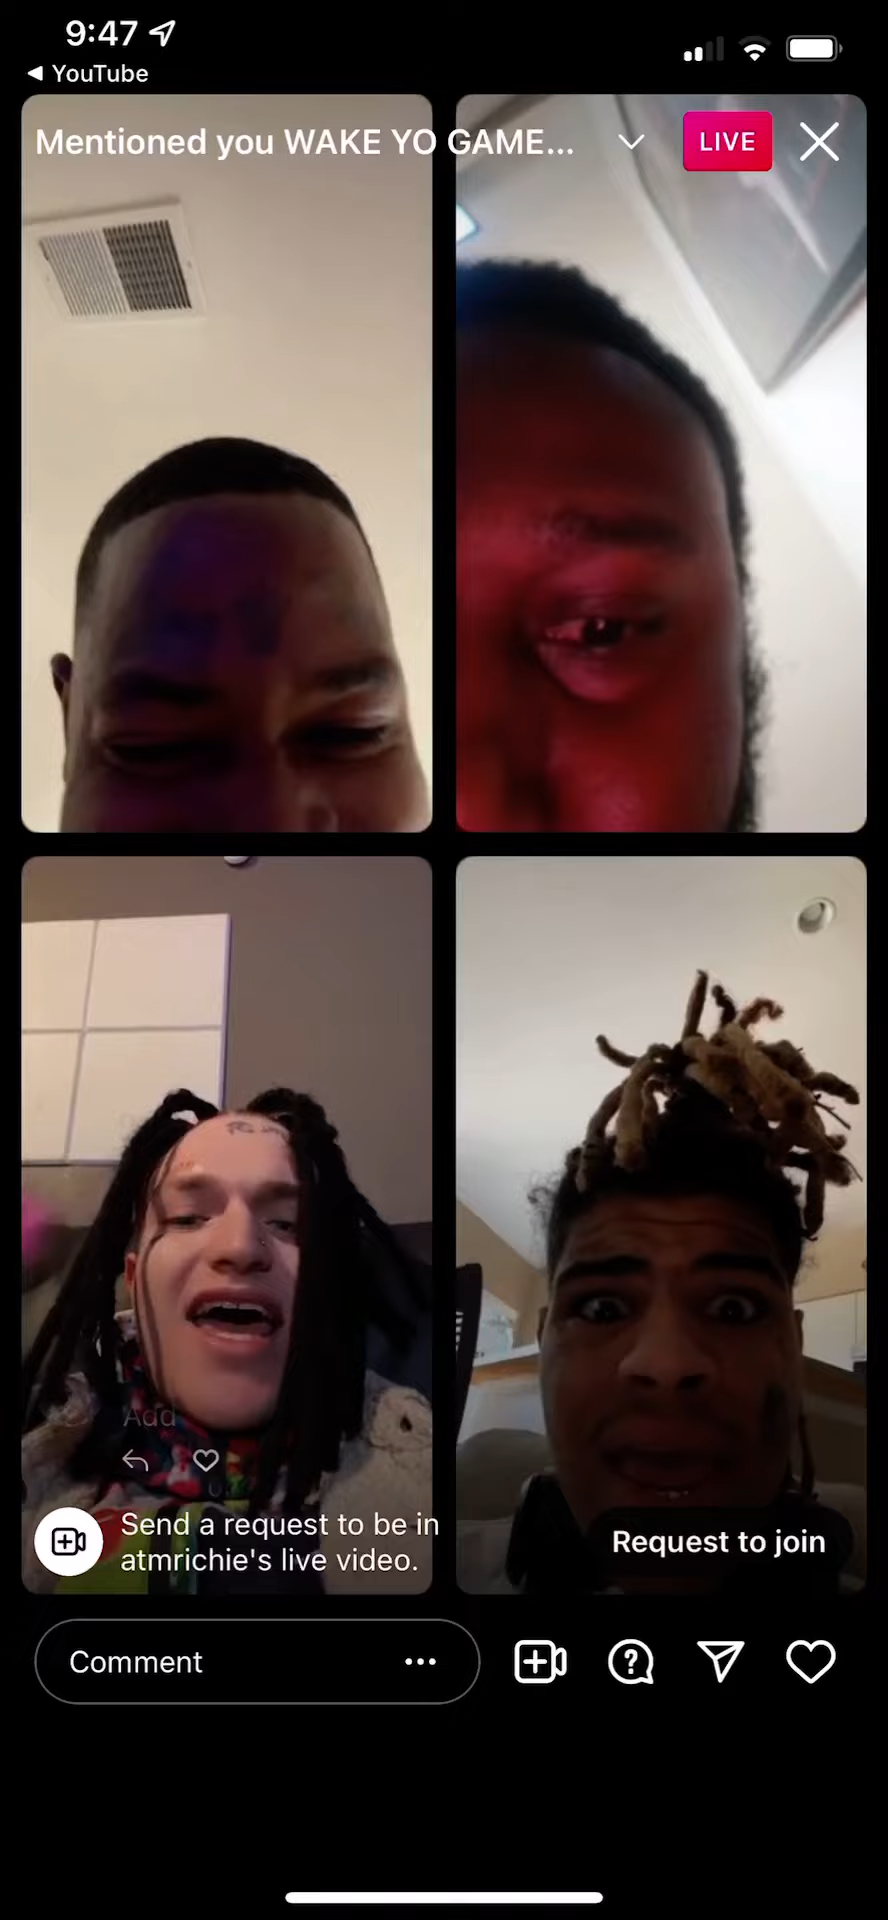 9:47
YouTube
Mentioned you WAKE YO GAME...
LIVE
Add
Send a request to be in
atmrichie's live video.
Request to join
Comment